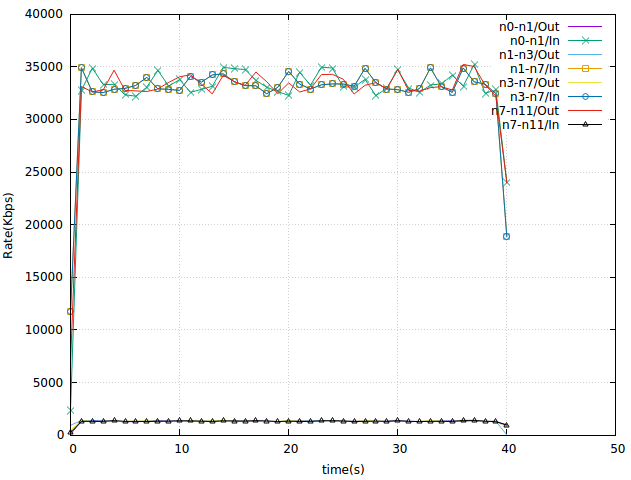 40000
35000
30000
25000
20000
15000
10000
5000
0
Rate(Kbps)
n0-n1/Out
n0-n1/In
n1-n3/Out
n1-n7/In
n3-n7/Out
n3-n7/In
n7-n11/Out
n7-n11/In
0 10 20 30 40 50
time(s)